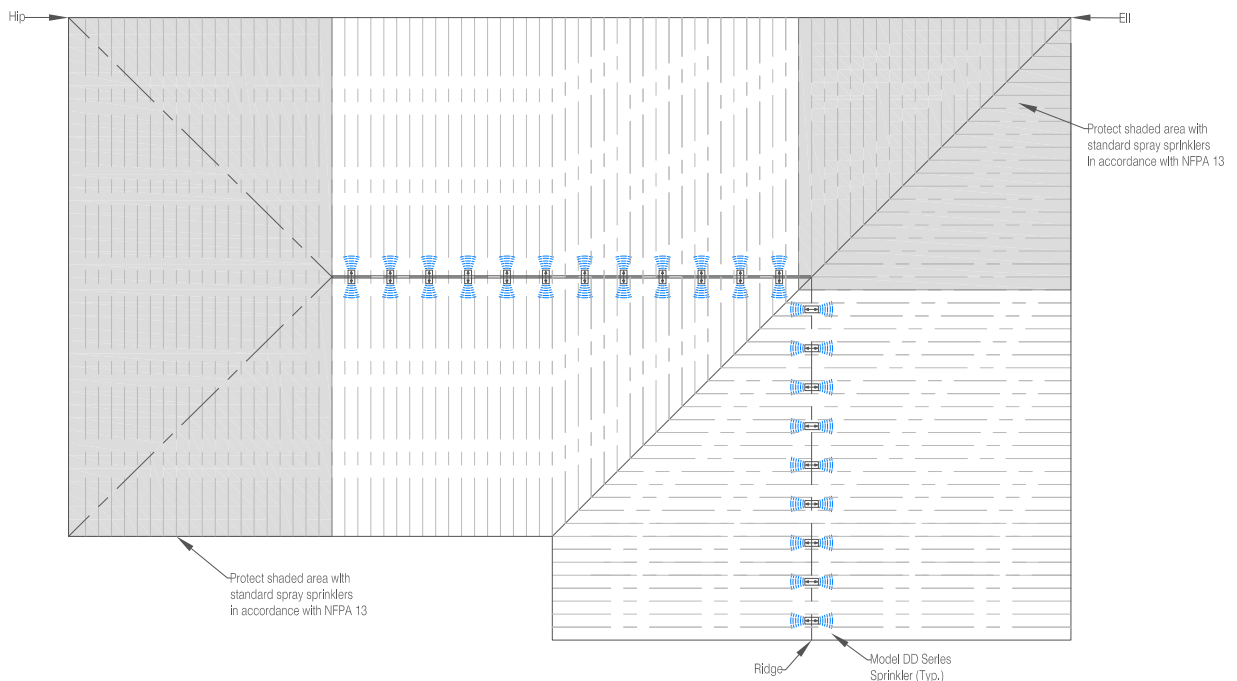 Hip
Ell
Protect shaded area with
standard spray sprinklers
in accordance with NFPA 13
Protect shaded area with
standard spray sprinklers
in accordance with NFPA 13
Ridge
Model DD Series
Sprinkler (Typ.)